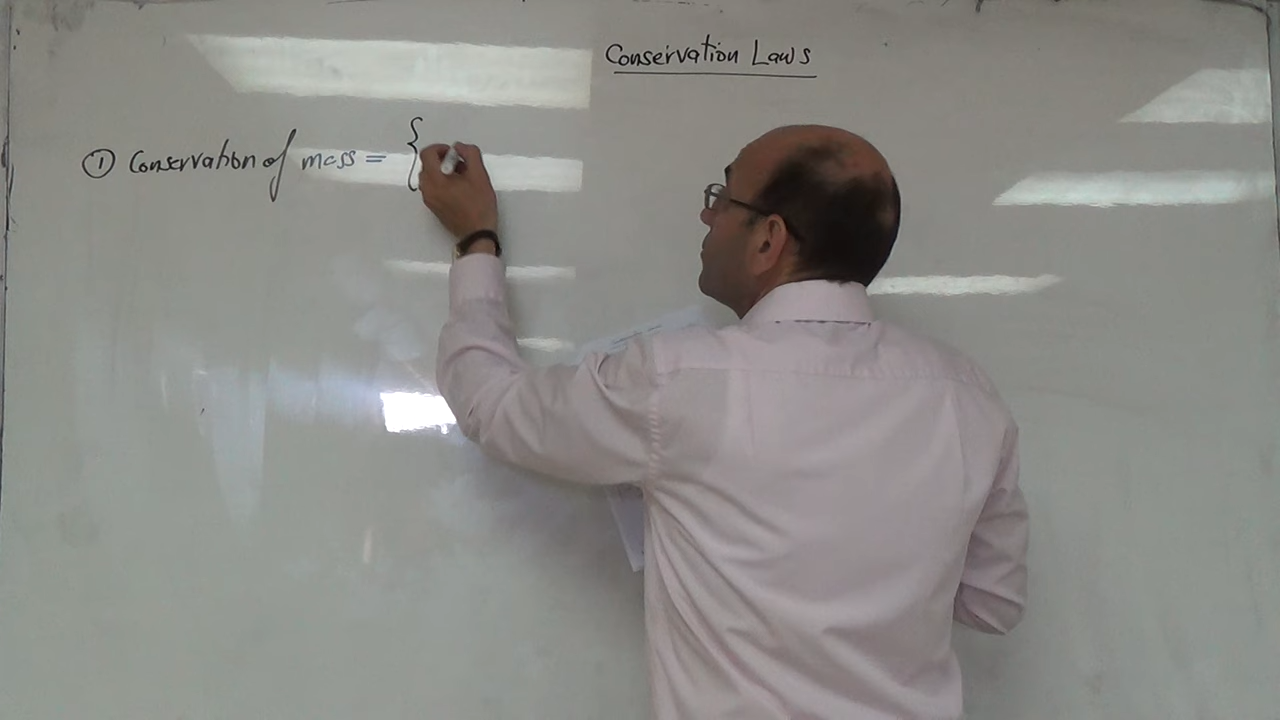 Conservation Laws
① Conservation of mass = {